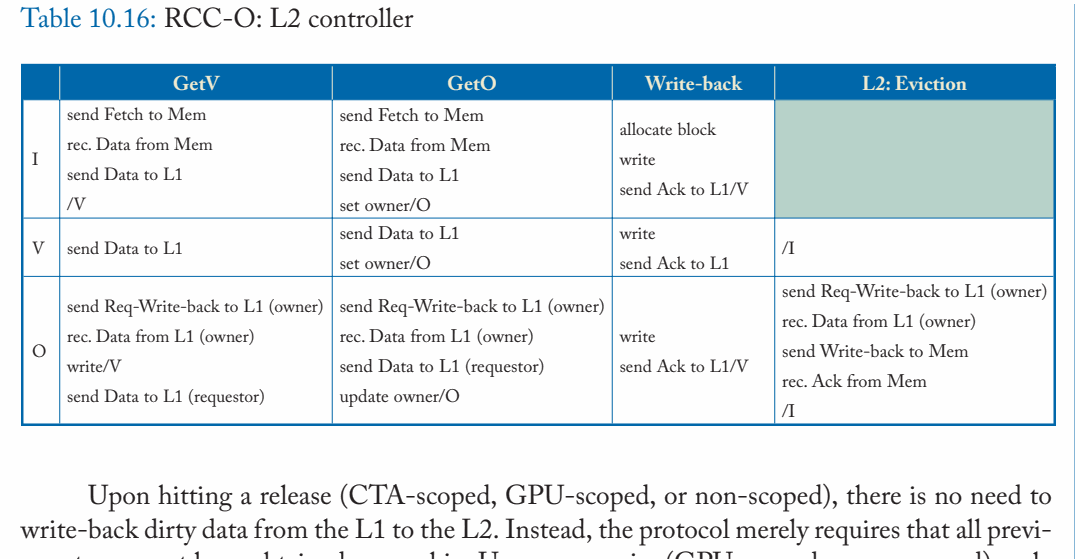 Table 10.16: RCC-O: L2 controller
GetV GetO Write-back L2: Eviction
I
send Fetch to Mem
rec. Data from Mem
send Data to L1
/V
send Fetch to Mem
rec. Data from Mem
send Data to L1
set owner/O
allocate block
write
send Ack to L1/V
V
send Data to L1
send Data to L1
set owner/O
write
send Ack to L1
/I
O
send Req-Write-back to L1 (owner)
rec. Data from L1 (owner)
write/V
send Data to L1 (requestor)
send Req-Write-back to L1 (owner)
rec. Data from L1 (owner)
send Data to L1 (requestor)
update owner/O
write
send Ack to L1/V
send Req-Write-back to L1 (owner)
rec. Data from L1 (owner)
send Write-back to Mem
rec. Ack from Mem
/I
Upon hitting a release (CTA-scoped, GPU-scoped, or non-scoped), there is no need to
write-back dirty data from the L1 to the L2. Instead, the protocol merely requires that all previ-